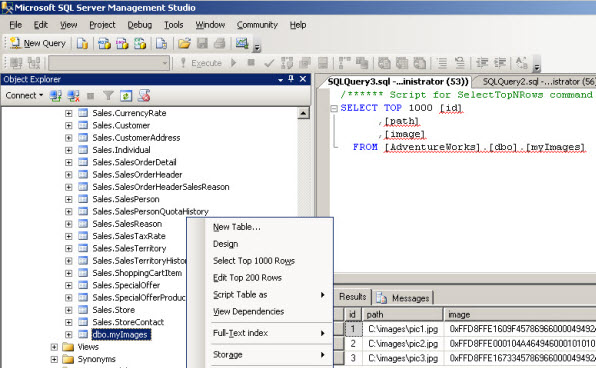 Microsoft SQL Server Management Studio
File Edit View Project Debug Tools Window Community Help
New Query
Execute
Object Explorer
Connect
Sales.CurrencyRate
Sales.Customer
Sales.CustomerAddress
Sales.Individual
Sales.SalesOrderDetail
Sales.SalesOrderHeader
Sales.SalesOrderHeaderSalesReason
Sales.SalesPerson
Sales.SalesPersonQuotaHistory
Sales.SalesReason
Sales.SalesTaxRate
Sales.SalesTerritory
Sales.SalesTerritoryHistor
Sales.ShoppingCartItem
Sales.SpecialOffer
Sales.SpecialOfferProduc
Sales.Store
Sales.StoreContact
dbo.myImages
Views
Synonyms
New Table...
Design
Select Top 1000 Rows
Edit Top 200 Rows
Script Table as
View Dependencies
Full-Text index
Storage
SQLQuery3.sql -...inistrator (53)) SQLQuery2.sql -...istrator (56)
/****** Script for SelectTopNRows command
SELECT TOP 1000 [id]
,[path]
,[image]
FROM [AdventureWorks].[dbo].[myImages]
Results Messages
id path image
1 C:\images\pic1.jpg 0xFFD8FFE1609F45786966000049492A
2 C:\images\pic2.jpg 0xFFD8FFE000104A464946000101010
3 C:\images\pic3.jpg 0xFFD8FFE1673345786966000049492A